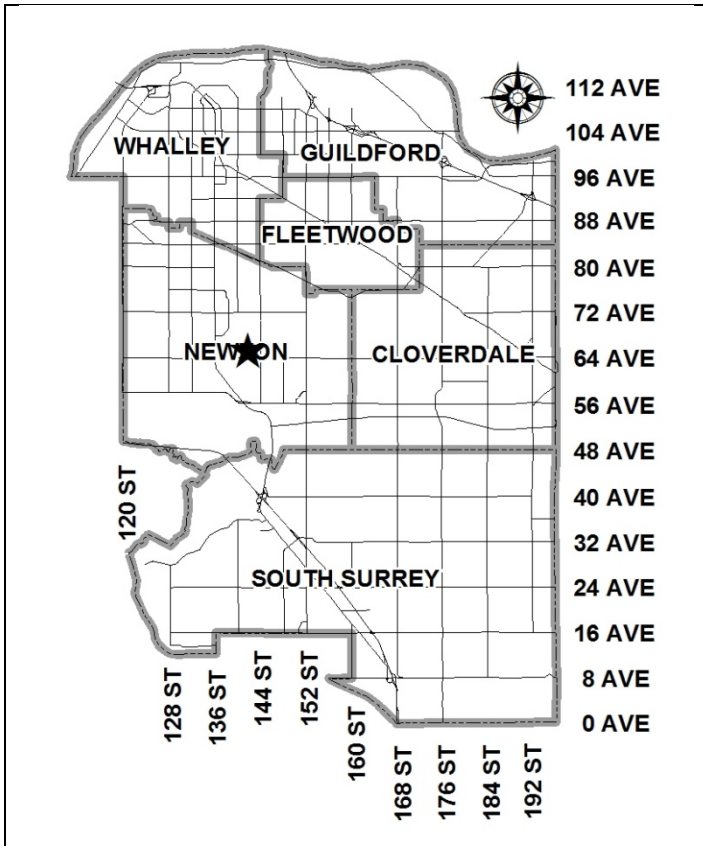 112 AVE
104 AVE
WHALLEY
GUILDFORD
96 AVE
88 AVE
FLEETWOOD
80 AVE
72 AVE
NEWTON
CLOVERDALE
64 AVE
56 AVE
48 AVE
120 ST
40 AVE
32 AVE
SOUTH SURREY
24 AVE
16 AVE
8 AVE
0 AVE
128 ST
136 ST
144 ST
152 ST
160 ST
168 ST
176 ST
184 ST
192 ST